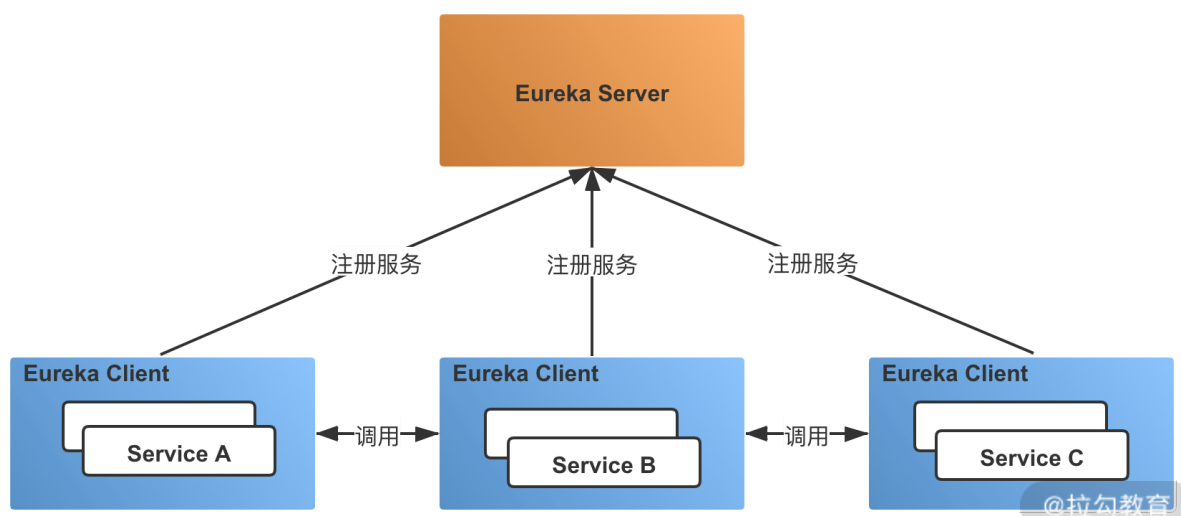 Eureka Server
注册服务
注册服务
注册服务
Eureka Client
Service A
调用
Eureka Client
Service B
调用
Eureka Client
Service C
@拉勾教育